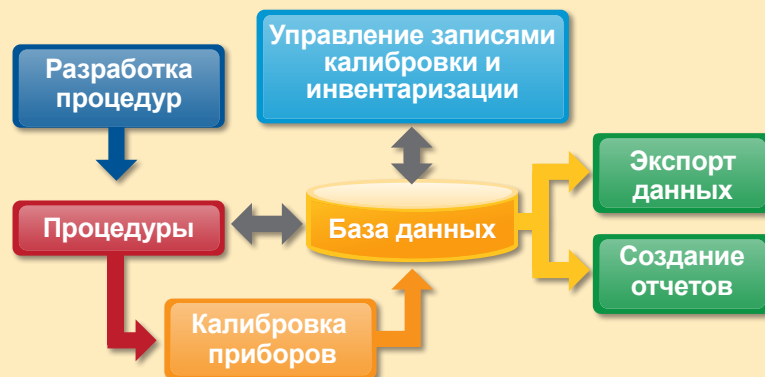 Управление записями
калибровки и
инвентаризации
Разработка
процедур
Экспорт
данных
Процедуры
База данных
Создание
отчетов
Калибровка
приборов